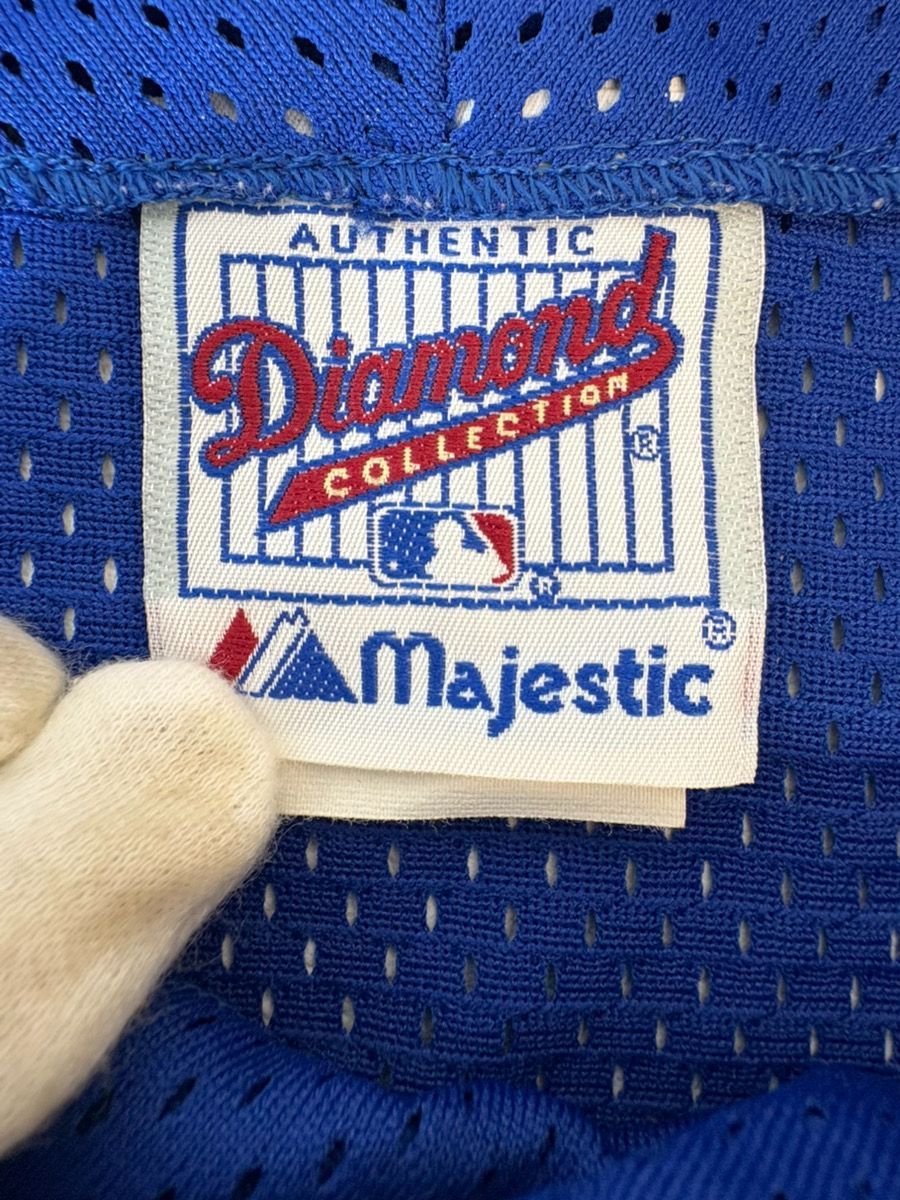 AUTHENTIC
Diamond
COLLECTION
®
®
Majestic®